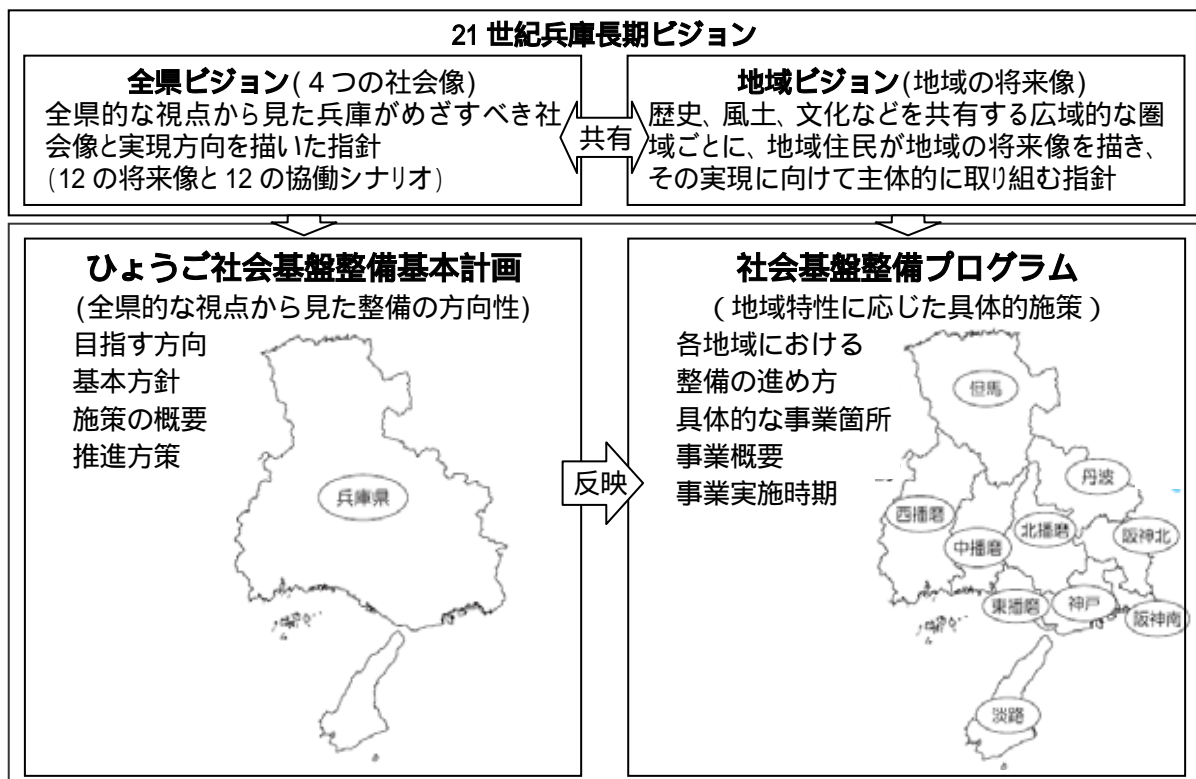 21世紀兵庫長期ビジョン
全県ビジョン(4つの社会像)
全県的な視点から見た兵庫がめざすべき社
会像と実現方向を描いた指針
(12の将来像と12の協働シナリオ)
共有
地域ビジョン(地域の将来像)
歴史、風土、文化などを共有する広域的な圏
域ごとに、地域住民が地域の将来像を描き、
その実現に向けて主体的に取り組む指針
ひょうご社会基盤整備基本計画
(全県的な視点から見た整備の方向性)
目指す方向
基本方針
施策の概要
推進方策
兵庫県
反映
社会基盤整備プログラム
(地域特性に応じた具体的施策)
各地域における
整備の進め方
具体的な事業箇所
事業概要
事業実施時期
但馬
丹波
西播磨
中播磨
北播磨
阪神北
東播磨
神戸
阪神南
淡路